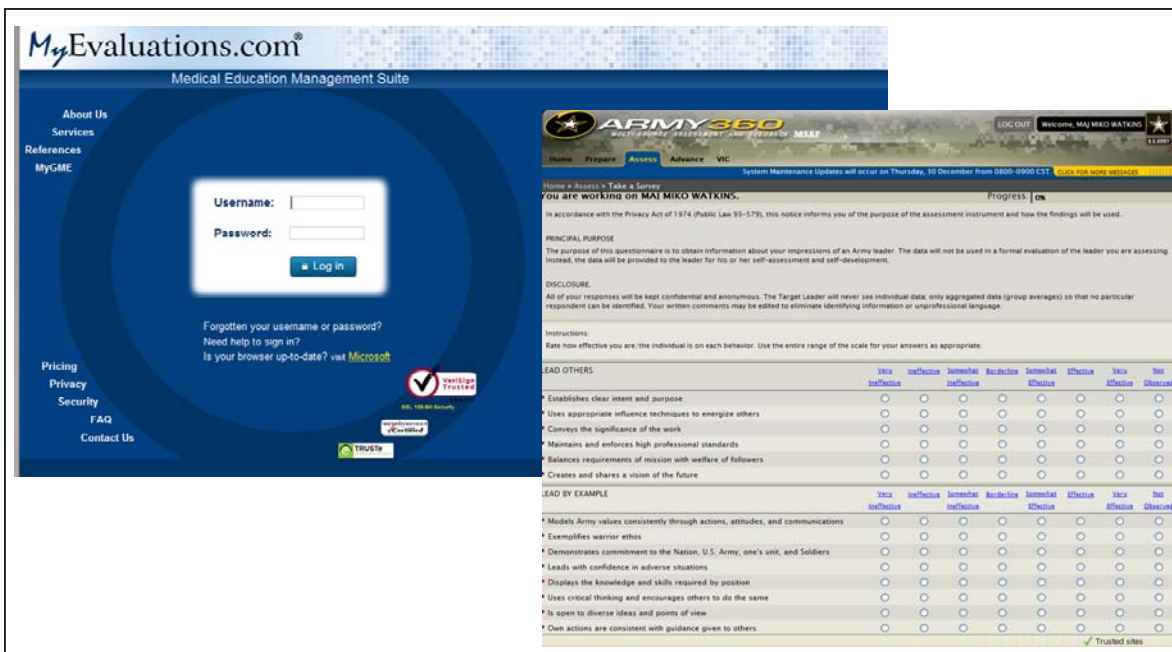 MyEvaluations.com®
Medical Education Management Suite
About Us
Services
References
MyGME
Username:
Password:
Log in
Forgotten your username or password?
Need help to sign in?
Is your browser up-to-date? visit Microsoft
Pricing
Privacy
Security
FAQ
Contact Us
VeriSign
Trusted
TRUSTe
ARMY360
MULTI-SOURCE ASSESSMENT AND FEEDBACK MSAF
LOG OUT Welcome, MAJ MIKO WATKINS
U.S. ARMY
Home Prepare Assess Advance VIC
System Maintenance Updates will occur on Thursday, 30 December from 0800-0900 CST. CLICK FOR MORE MESSAGES
Home > Assess > Take a Survey
You are working on MAJ MIKO WATKINS. Progress 0%
In accordance with the Privacy Act of 1974 (Public Law 93-579), this notice informs you of the purpose of the assessment instrument and how the findings will be used.
PRINCIPAL PURPOSE
The purpose of this questionnaire is to obtain information about your impressions of an Army leader. The data will not be used in a formal evaluation of the leader you are assessing.
Instead, the data will be provided to the leader for his or her self-assessment and self-development.
DISCLOSURE.
All of your responses will be kept confidential and anonymous. The Target Leader will never see individual data; only aggregated data (group averages) so that no particular
respondent can be identified. Your written comments may be edited to eliminate identifying information or unprofessional language.
Instructions:
Rate how effective you are/the individual is on each behavior. Use the entire range of the scale for your answers as appropriate.
LEAD OTHERS Very Ineffective Somewhat Borderline Somewhat Effective Very Not
Ineffective Ineffective Effective Effective Observed
* Establishes clear intent and purpose
* Uses appropriate influence techniques to energize others
* Conveys the significance of the work
* Maintains and enforces high professional standards
* Balances requirements of mission with welfare of followers
* Creates and shares a vision of the future
LEAD BY EXAMPLE Very Ineffective Somewhat Borderline Somewhat Effective Very Not
Ineffective Ineffective Effective Effective Observed
* Models Army values consistently through actions, attitudes, and communications
* Exemplifies warrior ethos
* Demonstrates commitment to the Nation, U.S. Army, one's unit, and Soldiers
* Leads with confidence in adverse situations
* Displays the knowledge and skills required by position
* Uses critical thinking and encourages others to do the same
* Is open to diverse ideas and points of view
* Own actions are consistent with guidance given to others
Trusted sites